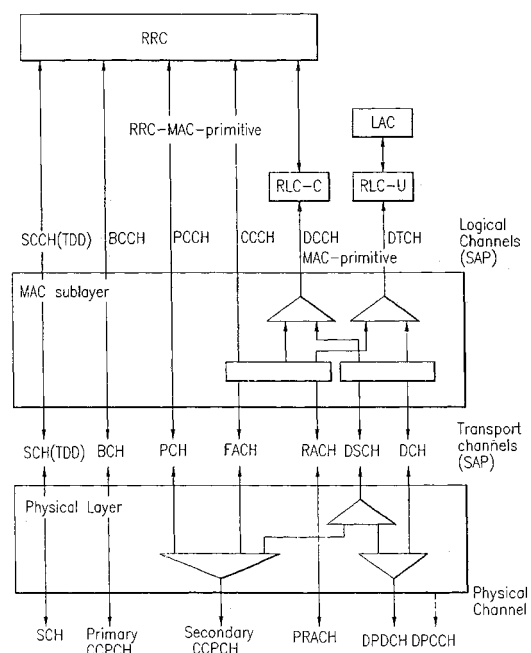 RRC
RRC-MAC-primitive
LAC
RLC-C
RLC-U
SCCH(TDD) BCCH PCCH CCCH DCCH DTCH
Logical
Channels
(SAP)
MAC-primitive
MAC sublayer
SCH(TDD) BCH PCH FACH RACH DSCH DCH
Transport
channels
(SAP)
Physical Layer
Physical
Channel
SCH Primary CCPCH Secondary CCPCH PRACH DPDCH DPCCH